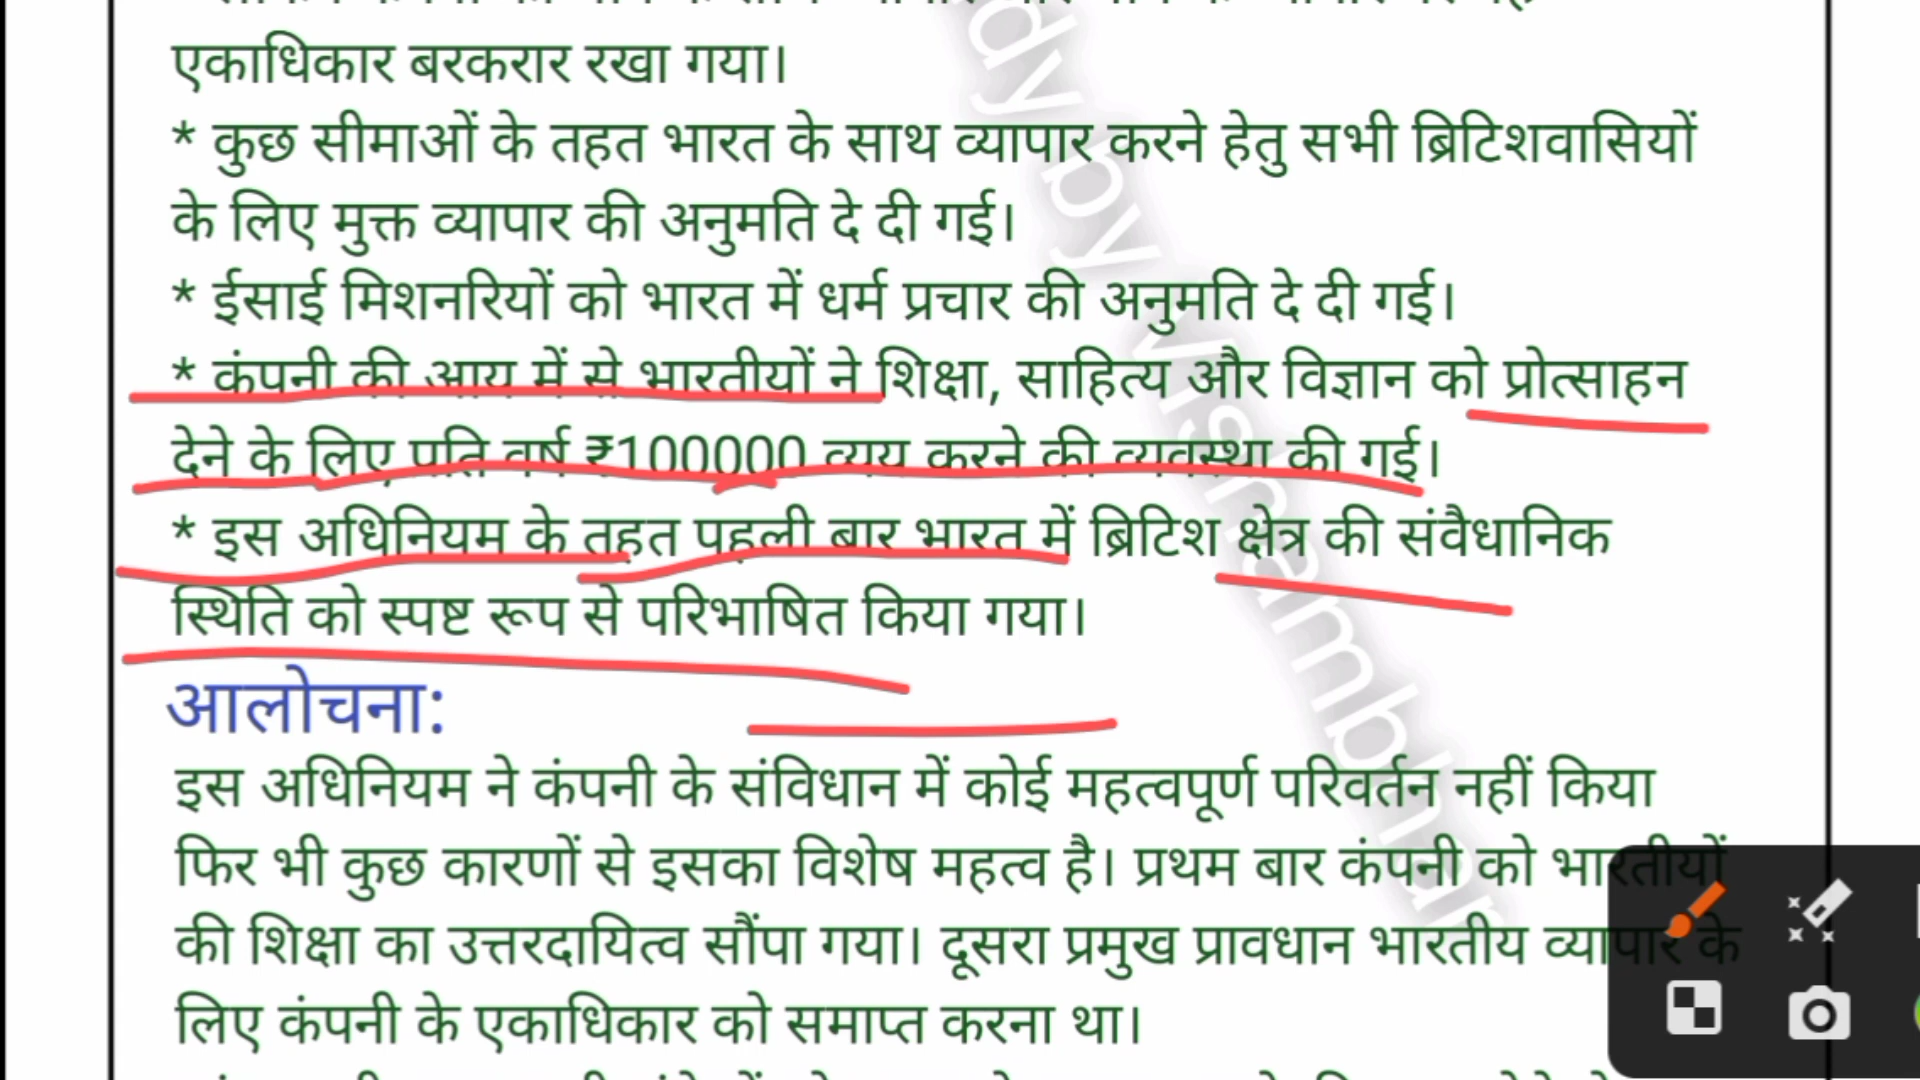 एकाधिकार बरकरार रखा गया।
* कुछ सीमाओं के तहत भारत के साथ व्यापार करने हेतु सभी ब्रिटिशवासियों
के लिए मुक्त व्यापार की अनुमति दे दी गई।
* ईसाई मिशनरियों को भारत में धर्म प्रचार की अनुमति दे दी गई।
* कंपनी की आय में से भारतीयों ने शिक्षा, साहित्य और विज्ञान को प्रोत्साहन
देने के लिए प्रति वर्ष ₹100000 व्यय करने की व्यवस्था की गई।
* इस अधिनियम के तहत पहली बार भारत में ब्रिटिश क्षेत्र की संवैधानिक
स्थिति को स्पष्ट रूप से परिभाषित किया गया।
आलोचना:
इस अधिनियम ने कंपनी के संविधान में कोई महत्वपूर्ण परिवर्तन नहीं किया
फिर भी कुछ कारणों से इसका विशेष महत्व है। प्रथम बार कंपनी को भारतीयों
की शिक्षा का उत्तरदायित्व सौंपा गया। दूसरा प्रमुख प्रावधान भारतीय व्यापार के
लिए कंपनी के एकाधिकार को समाप्त करना था।
dy by Vishambhar